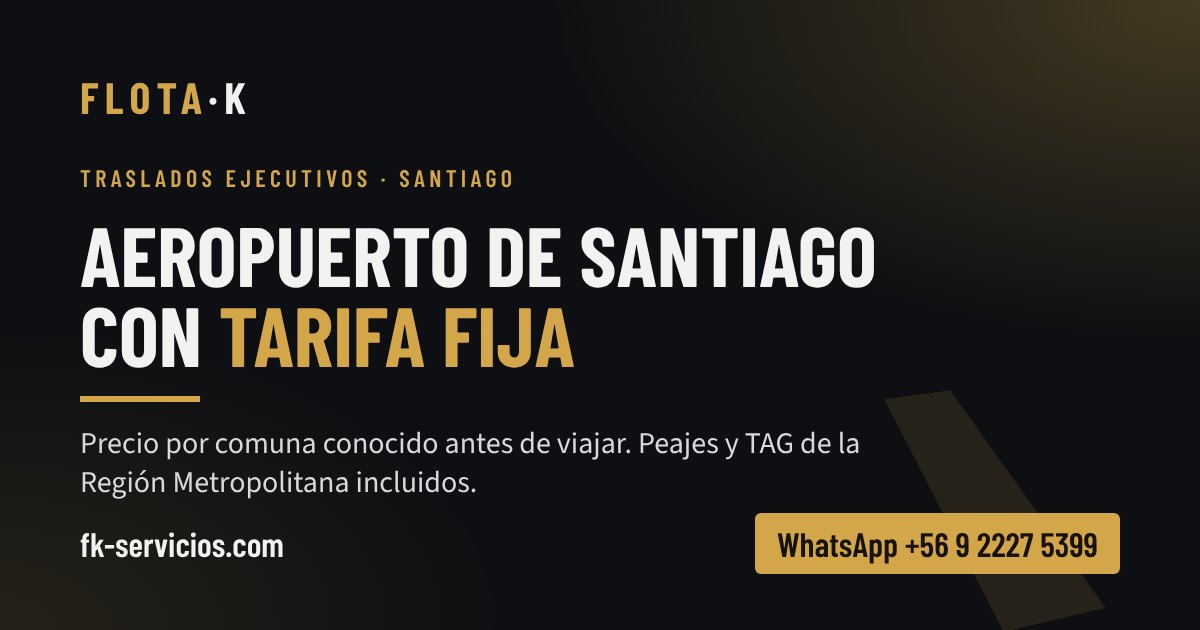 FLOTA·K
TRASLADOS EJECUTIVOS · SANTIAGO
AEROPUERTO DE SANTIAGO
CON TARIFA FIJA
Precio por comuna conocido antes de viajar. Peajes y TAG de la
Región Metropolitana incluidos.
fk-servicios.com
WhatsApp +56 9 2227 5399